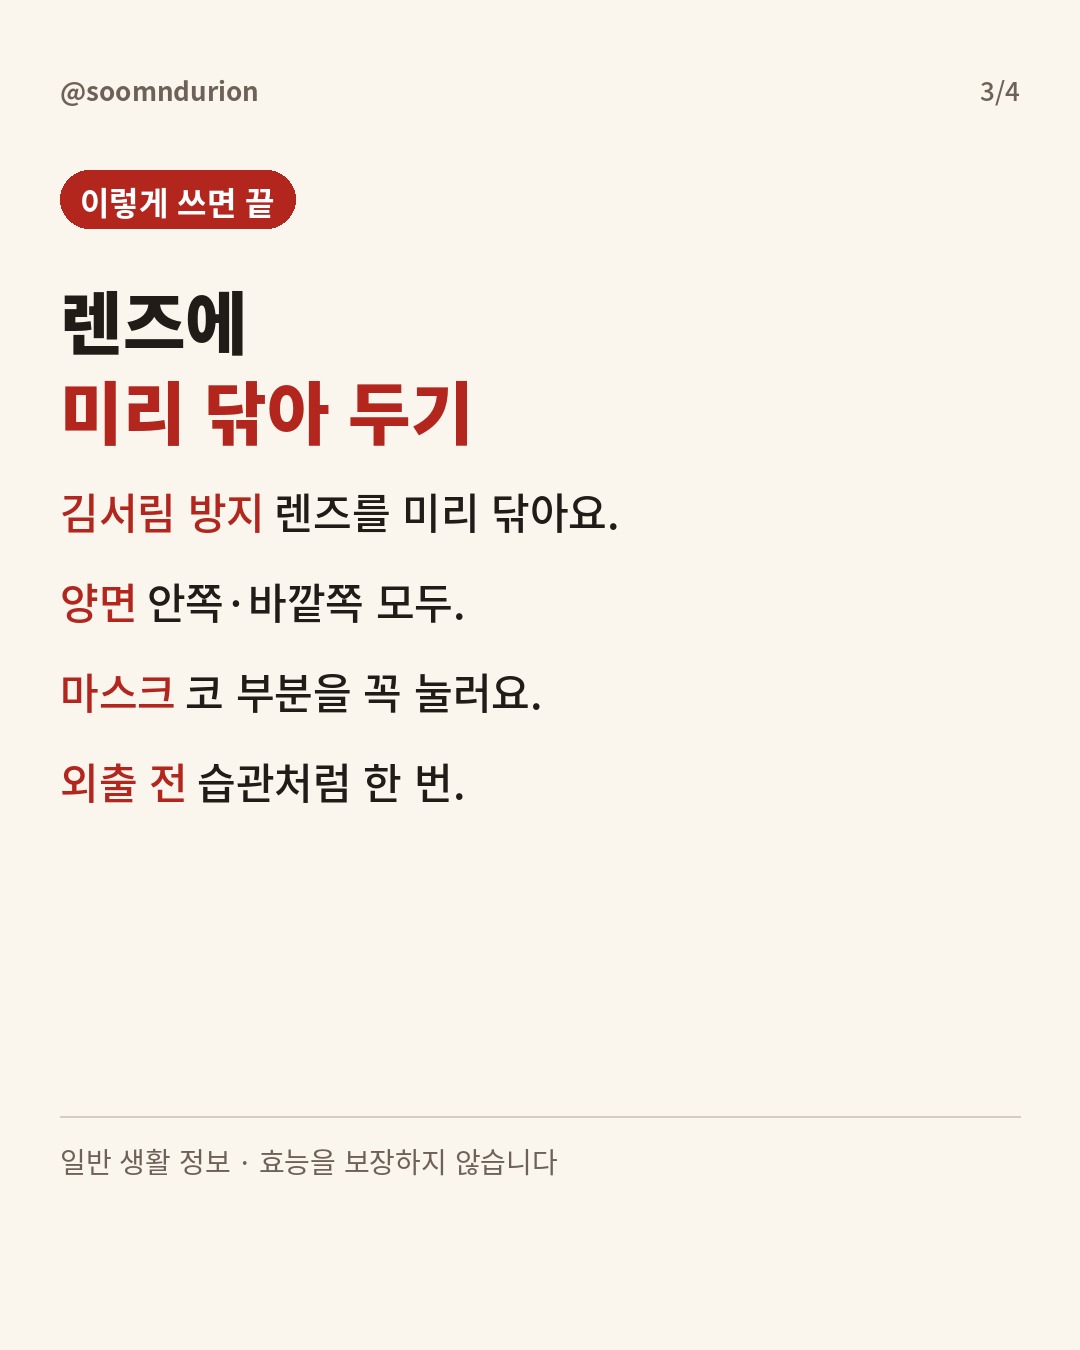 @soomndurion
3/4
이렇게 쓰면 끝
렌즈에
미리 닦아 두기
김서림 방지 렌즈를 미리 닦아요.
양면 안쪽·바깥쪽 모두.
마스크 코 부분을 꼭 눌러요.
외출 전 습관처럼 한 번.
일반 생활 정보 · 효능을 보장하지 않습니다